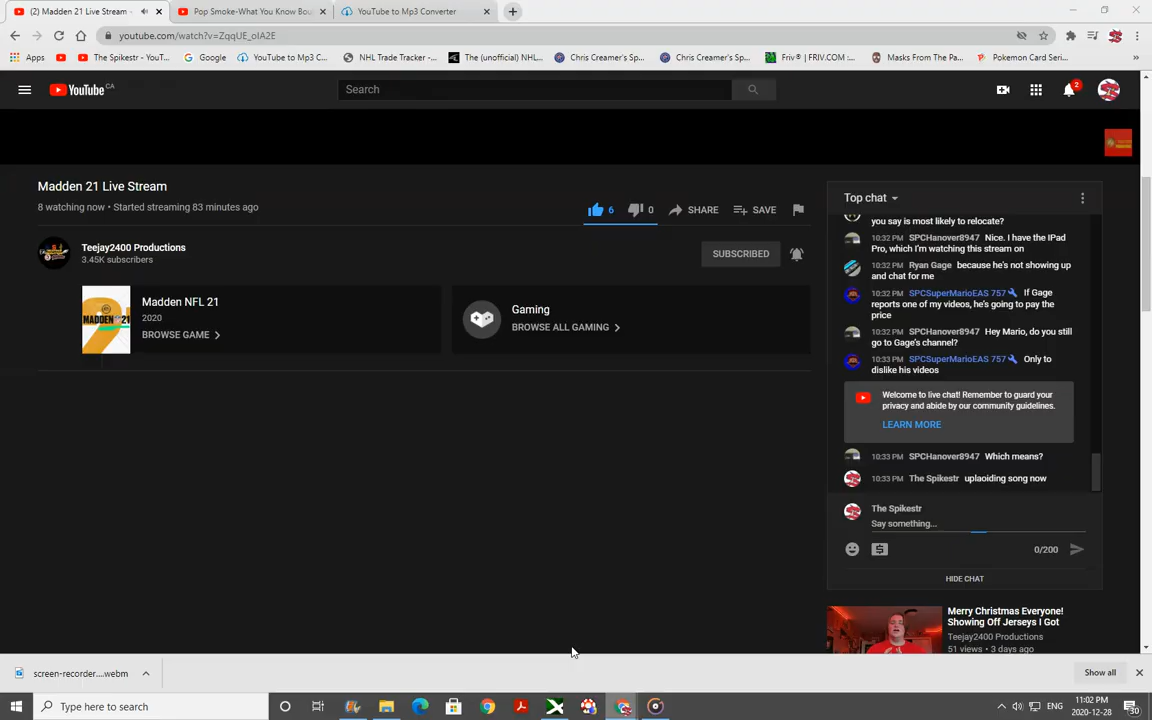 (2) Madden 21 Live Stream -
Pop Smoke-What You Know Bou
YouTube to Mp3 Converter
youtube.com/watch?v=ZqqUE_oIA2E
Apps
The Spikestr - YouT...
Google
YouTube to Mp3 C...
NHL Trade Tracker -...
The (unofficial) NHL...
Chris Creamer's Sp...
Chris Creamer's Sp...
Friv® | FRIV.COM :...
Masks From The Pa...
Pokemon Card Seri...
»
YouTube CA
Search
2
Madden 21 Live Stream
8 watching now • Started streaming 83 minutes ago
6
0
SHARE
SAVE
Teejay2400 Productions
3.45K subscribers
SUBSCRIBED
Madden NFL 21
2020
BROWSE GAME
Gaming
BROWSE ALL GAMING
Top chat
you say is most likely to relocate?
10:32 PM SPCHanover8947 Nice. I have the IPad
Pro, which I'm watching this stream on
10:32 PM Ryan Gage because he's not showing up
and chat for me
10:32 PM SPCSuperMarioEAS 757 If Gage
reports one of my videos, he's going to pay the
price
10:32 PM SPCHanover8947 Hey Mario, do you still
go to Gage's channel?
10:33 PM SPCSuperMarioEAS 757 Only to
dislike his videos
Welcome to live chat! Remember to guard your
privacy and abide by our community guidelines.
LEARN MORE
10:33 PM SPCHanover8947 Which means?
10:33 PM The Spikestr uplaoiding song now
The Spikestr
Say something...
0/200
HIDE CHAT
Merry Christmas Everyone!
Showing Off Jerseys I Got
Teejay2400 Productions
51 views • 3 days ago
screen-recorder....webm
Show all
Type here to search
ENG
11:02 PM
2020-12-28
30